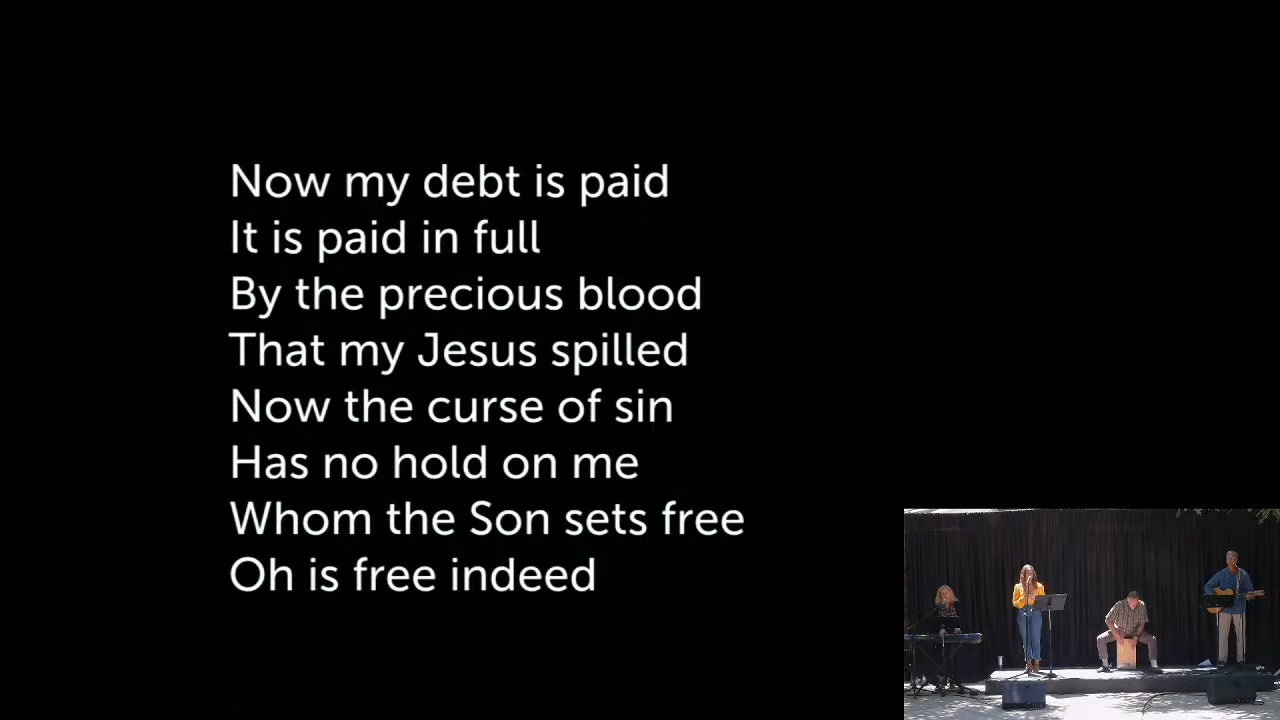 Now my debt is paid
It is paid in full
By the precious blood
That my Jesus spilled
Now the curse of sin
Has no hold on me
Whom the Son sets free
Oh is free indeed